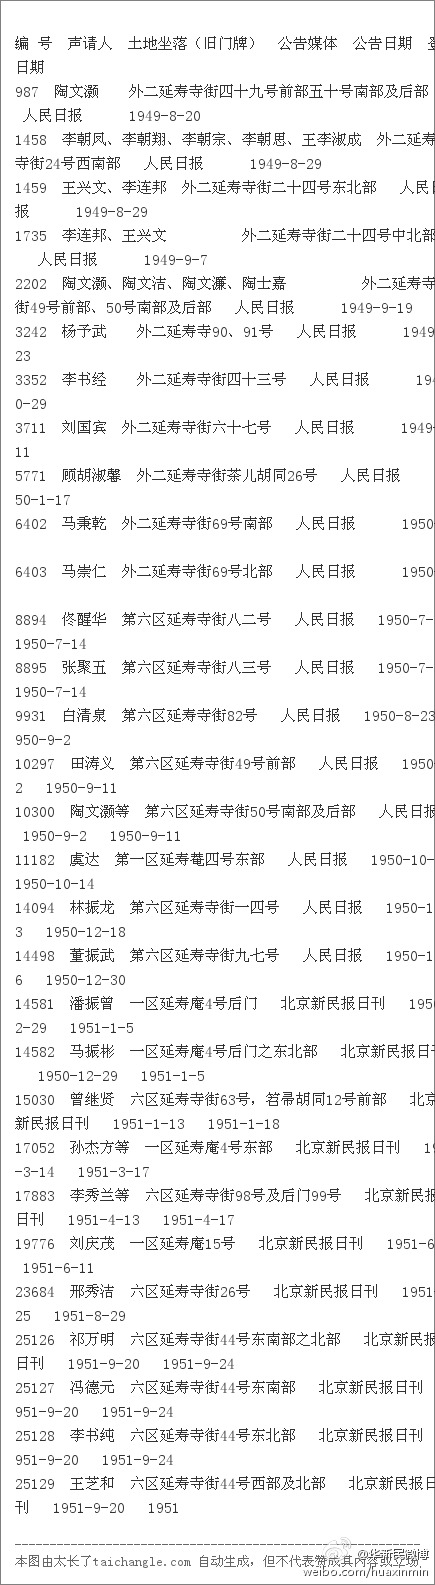 编 号 声请人 土地坐落（旧门牌） 公告媒体 公告日期
日期
987 陶文灏 外二延寿寺街四十九号前部五十号南部及后部
人民日报 1949-8-20
1458 李朝凤、李朝翔、李朝宗、李朝思、王李淑成 外二延寿
寺街24号西南部 人民日报 1949-8-29
1459 王兴文、李连邦 外二延寿寺街二十四号东北部 人民日
报 1949-8-29
1735 李连邦、王兴文 外二延寿寺街二十四号中北部
人民日报 1949-9-7
2202 陶文灏、陶文洁、陶文濂、陶士嘉 外二延寿寺
街49号前部、50号南部及后部 人民日报 1949-9-19
3242 杨予武 外二延寿寺90、91号 人民日报 1949
23
3352 李书经 外二延寿寺街四十三号 人民日报 194
0-29
3711 刘国宾 外二延寿寺街六十七号 人民日报 1949-
11
5771 顾胡淑馨 外二延寿寺街茶儿胡同26号 人民日报
50-1-17
6402 马秉乾 外二延寿寺街69号南部 人民日报 1950
6403 马崇仁 外二延寿寺街69号北部 人民日报 1950
8894 佟醒华 第六区延寿寺街八二号 人民日报 1950-7-
1950-7-14
8895 张聚五 第六区延寿寺街八三号 人民日报 1950-7-
1950-7-14
9931 白清泉 第六区延寿寺街82号 人民日报 1950-8-23
950-9-2
10297 田涛义 第六区延寿寺街49号前部 人民日报 1950
2 1950-9-11
10300 陶文灏等 第六区延寿寺街50号南部及后部 人民日报
1950-9-2 1950-9-11
11182 虞达 第一区延寿菴四号东部 人民日报 1950-10-
1950-10-14
14094 林振龙 第六区延寿寺街一四号 人民日报 1950-1
3 1950-12-18
14498 董振武 第六区延寿寺街九七号 人民日报 1950-1
6 1950-12-30
14581 潘振曾 一区延寿庵4号后门 北京新民报日刊 1950
2-29 1951-1-5
14582 马振彬 一区延寿庵4号后门之东北部 北京新民报日刊
1950-12-29 1951-1-5
15030 曾继贤 六区延寿寺街63号，笤帚胡同12号前部 北京
新民报日刊 1951-1-13 1951-1-18
17052 孙杰方等 一区延寿庵4号东部 北京新民报日刊 19
-3-14 1951-3-17
17883 李秀兰等 六区延寿寺街98号及后门99号 北京新民报
日刊 1951-4-13 1951-4-17
19776 刘庆茂 一区延寿庵15号 北京新民报日刊 1951-6
1951-6-11
23684 邢秀洁 六区延寿寺街26号 北京新民报日刊 1951-
25 1951-8-29
25126 祁万明 六区延寿寺街44号东南部之北部 北京新民报
日刊 1951-9-20 1951-9-24
25127 冯德元 六区延寿寺街44号东南部 北京新民报日刊
951-9-20 1951-9-24
25128 李书纯 六区延寿寺街44号东北部 北京新民报日刊
951-9-20 1951-9-24
25129 王芝和 六区延寿寺街44号西部及北部 北京新民报日
刊 1951-9-20 1951
本图由太长了taichangle.com 自动生成，但不代表赞成其内容或立场.
@华新民微博
weibo.com/huaxinmin